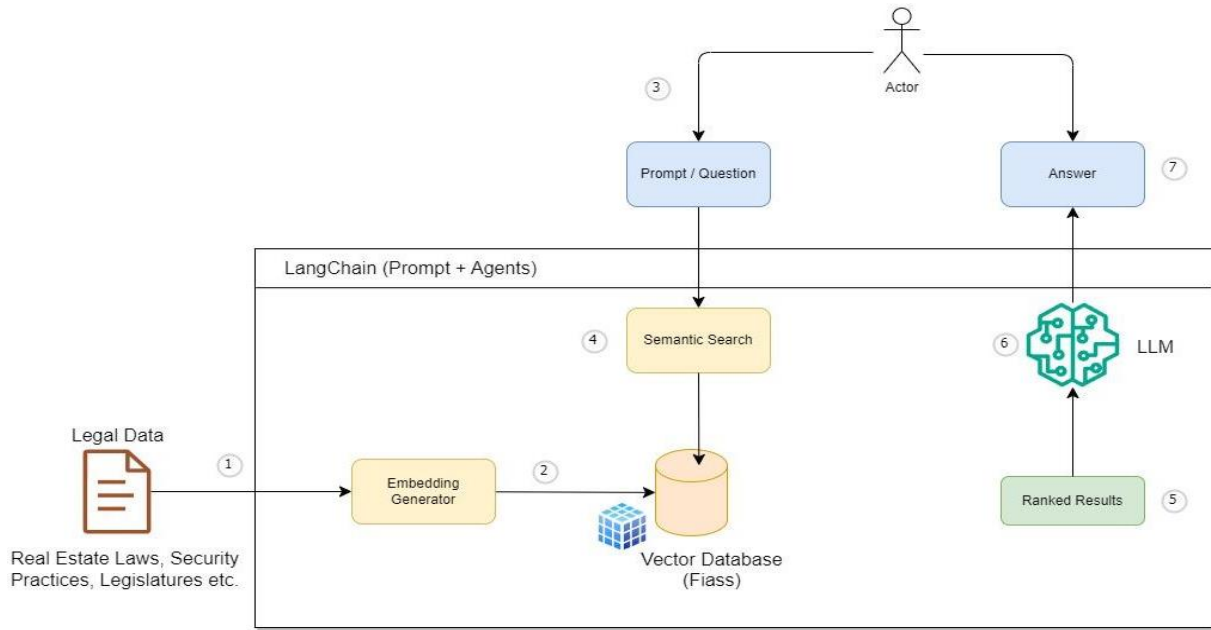 Actor
3
Prompt / Question
Answer
7
LangChain (Prompt + Agents)
4
Semantic Search
6
LLM
Legal Data
1
Embedding
Generator
2
Ranked Results
5
Real Estate Laws, Security
Practices, Legislatures etc.
Vector Database
(Fiass)